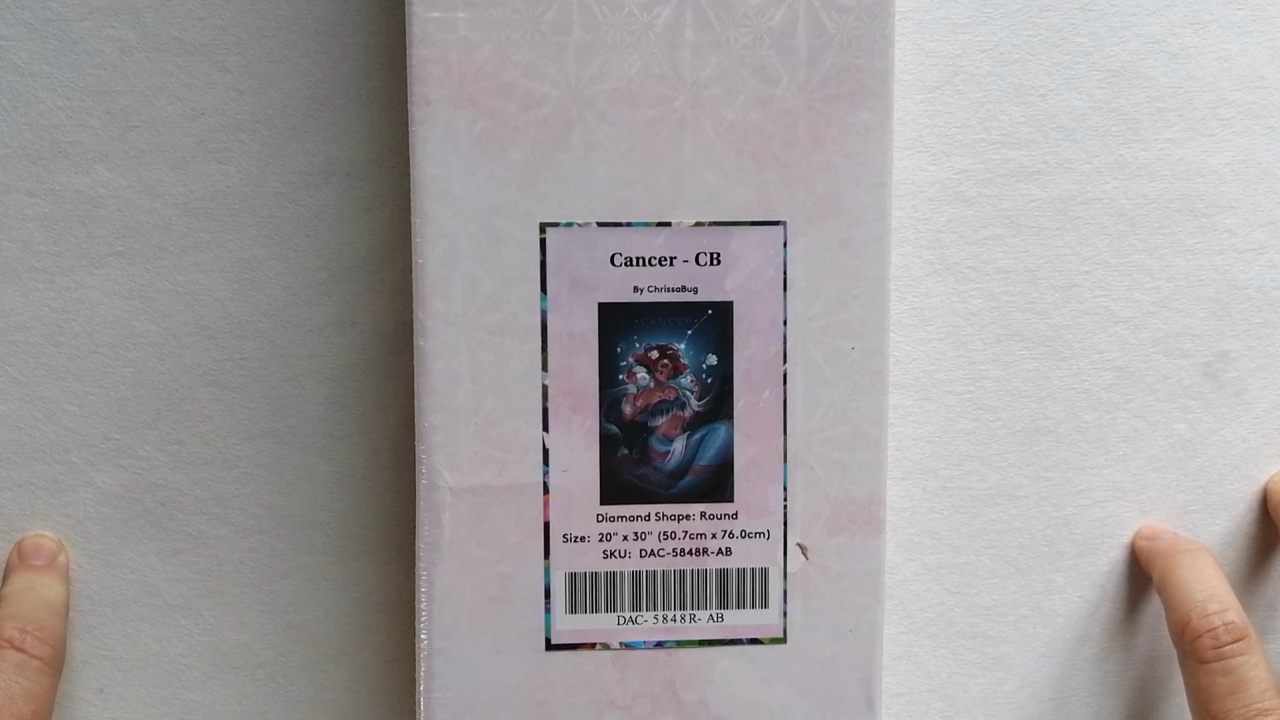 Cancer - CB
By ChrissaBug
CANCER
Diamond Shape: Round
Size: 20" x 30" (50.7cm x 76.0cm)
SKU: DAC-5848R-AB
DAC- 5848R- AB